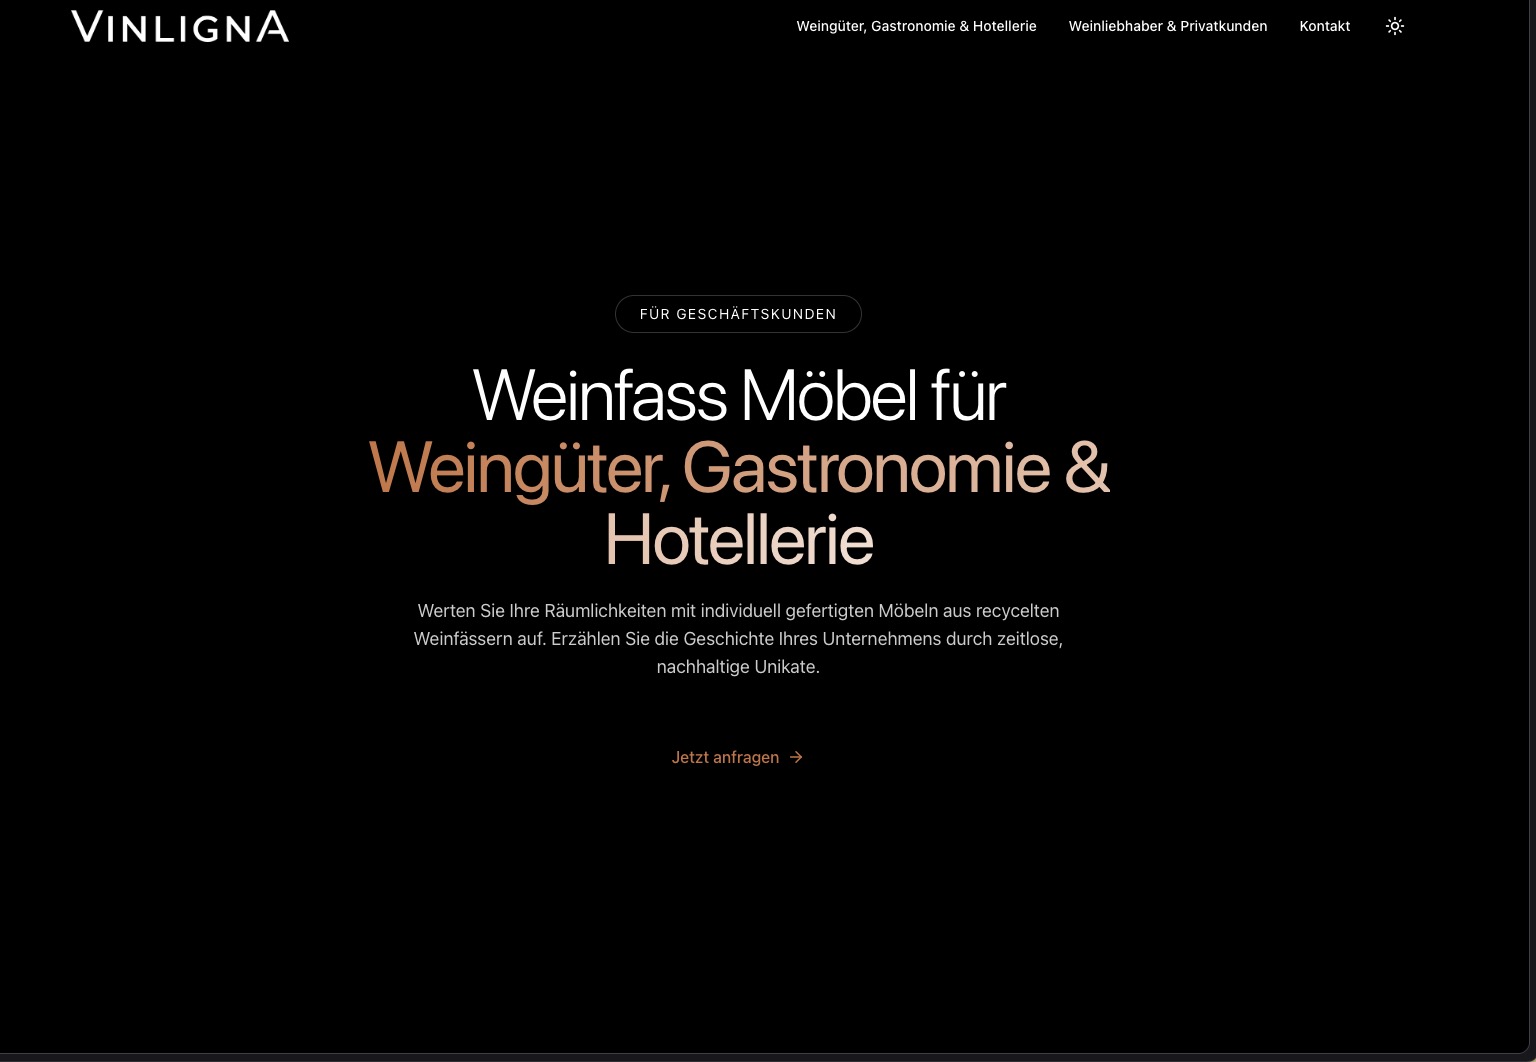 VINLIGNA
Weingüter, Gastronomie & Hotellerie
Weinliebhaber & Privatkunden
Kontakt
FÜR GESCHÄFTSKUNDEN
Weinfass Möbel für
Weingüter, Gastronomie &
Hotellerie
Werten Sie Ihre Räumlichkeiten mit individuell gefertigten Möbeln aus recycelten
Weinfässern auf. Erzählen Sie die Geschichte Ihres Unternehmens durch zeitlose,
nachhaltige Unikate.
Jetzt anfragen →